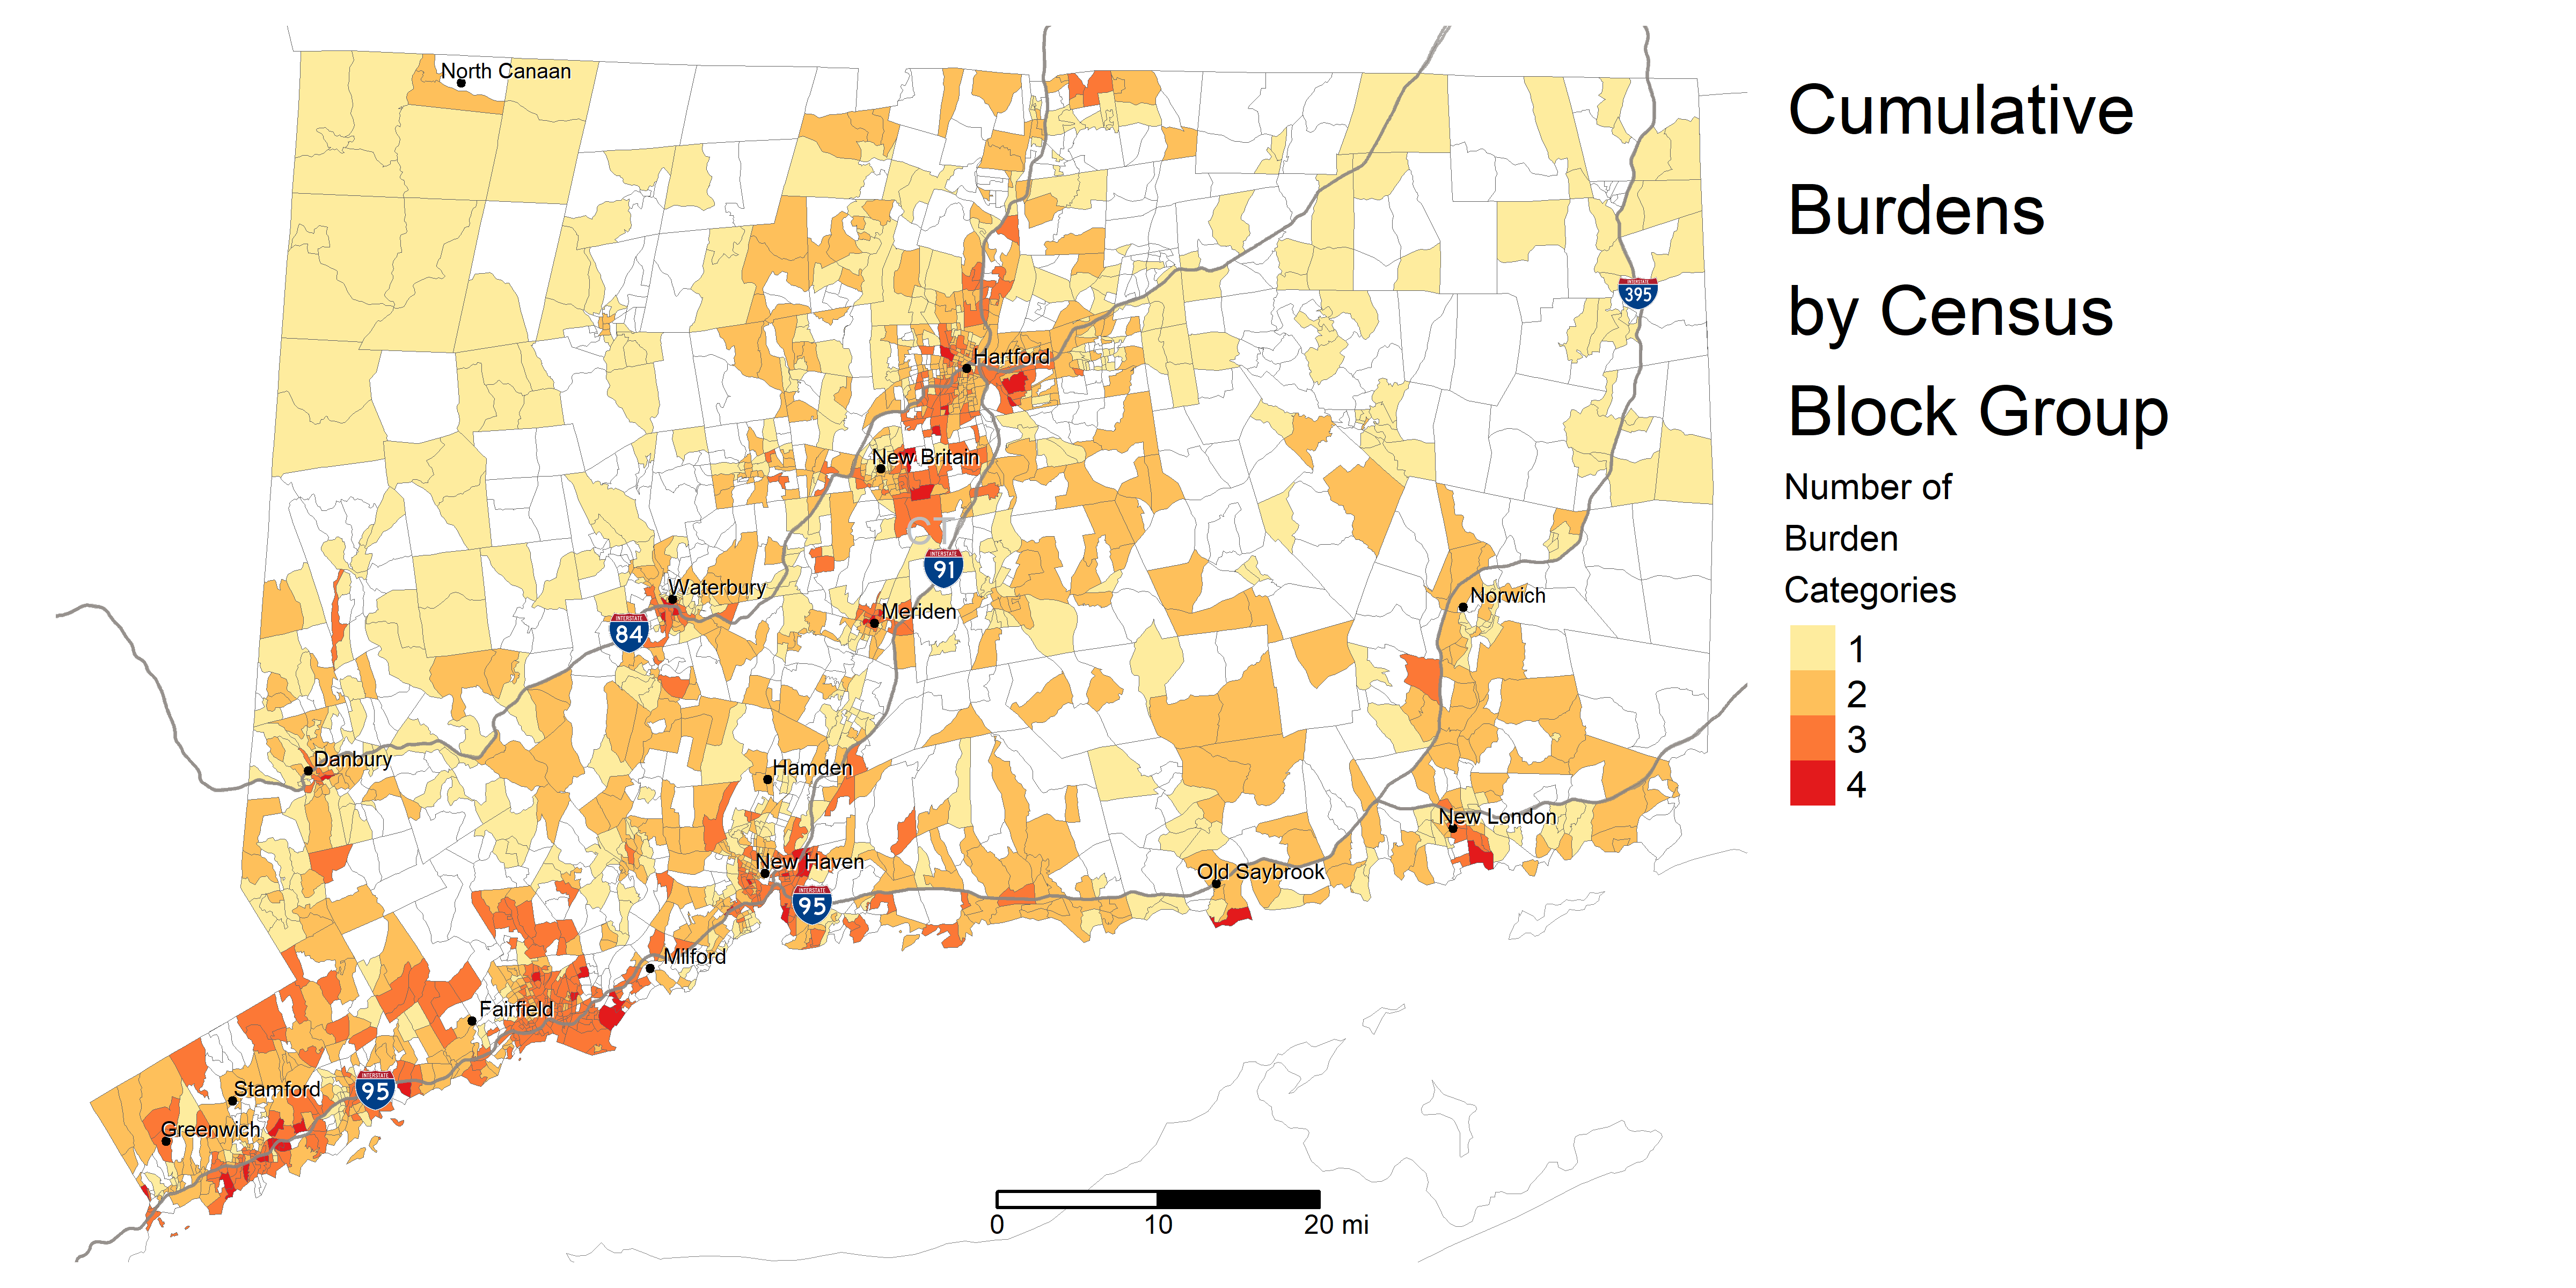 North Canaan
Cumulative
Burdens
by Census
Block Group
INTERSTATE
395
Hartford
New Britain
Number of
Burden
Categories
CT
INTERSTATE
91
Waterbury
Norwich
Meriden
INTERSTATE
84
1
2
3
4
Danbury
Hamden
New London
New Haven
Old Saybrook
INTERSTATE
95
Milford
Fairfield
INTERSTATE
95
Stamford
Greenwich
0 10 20 mi